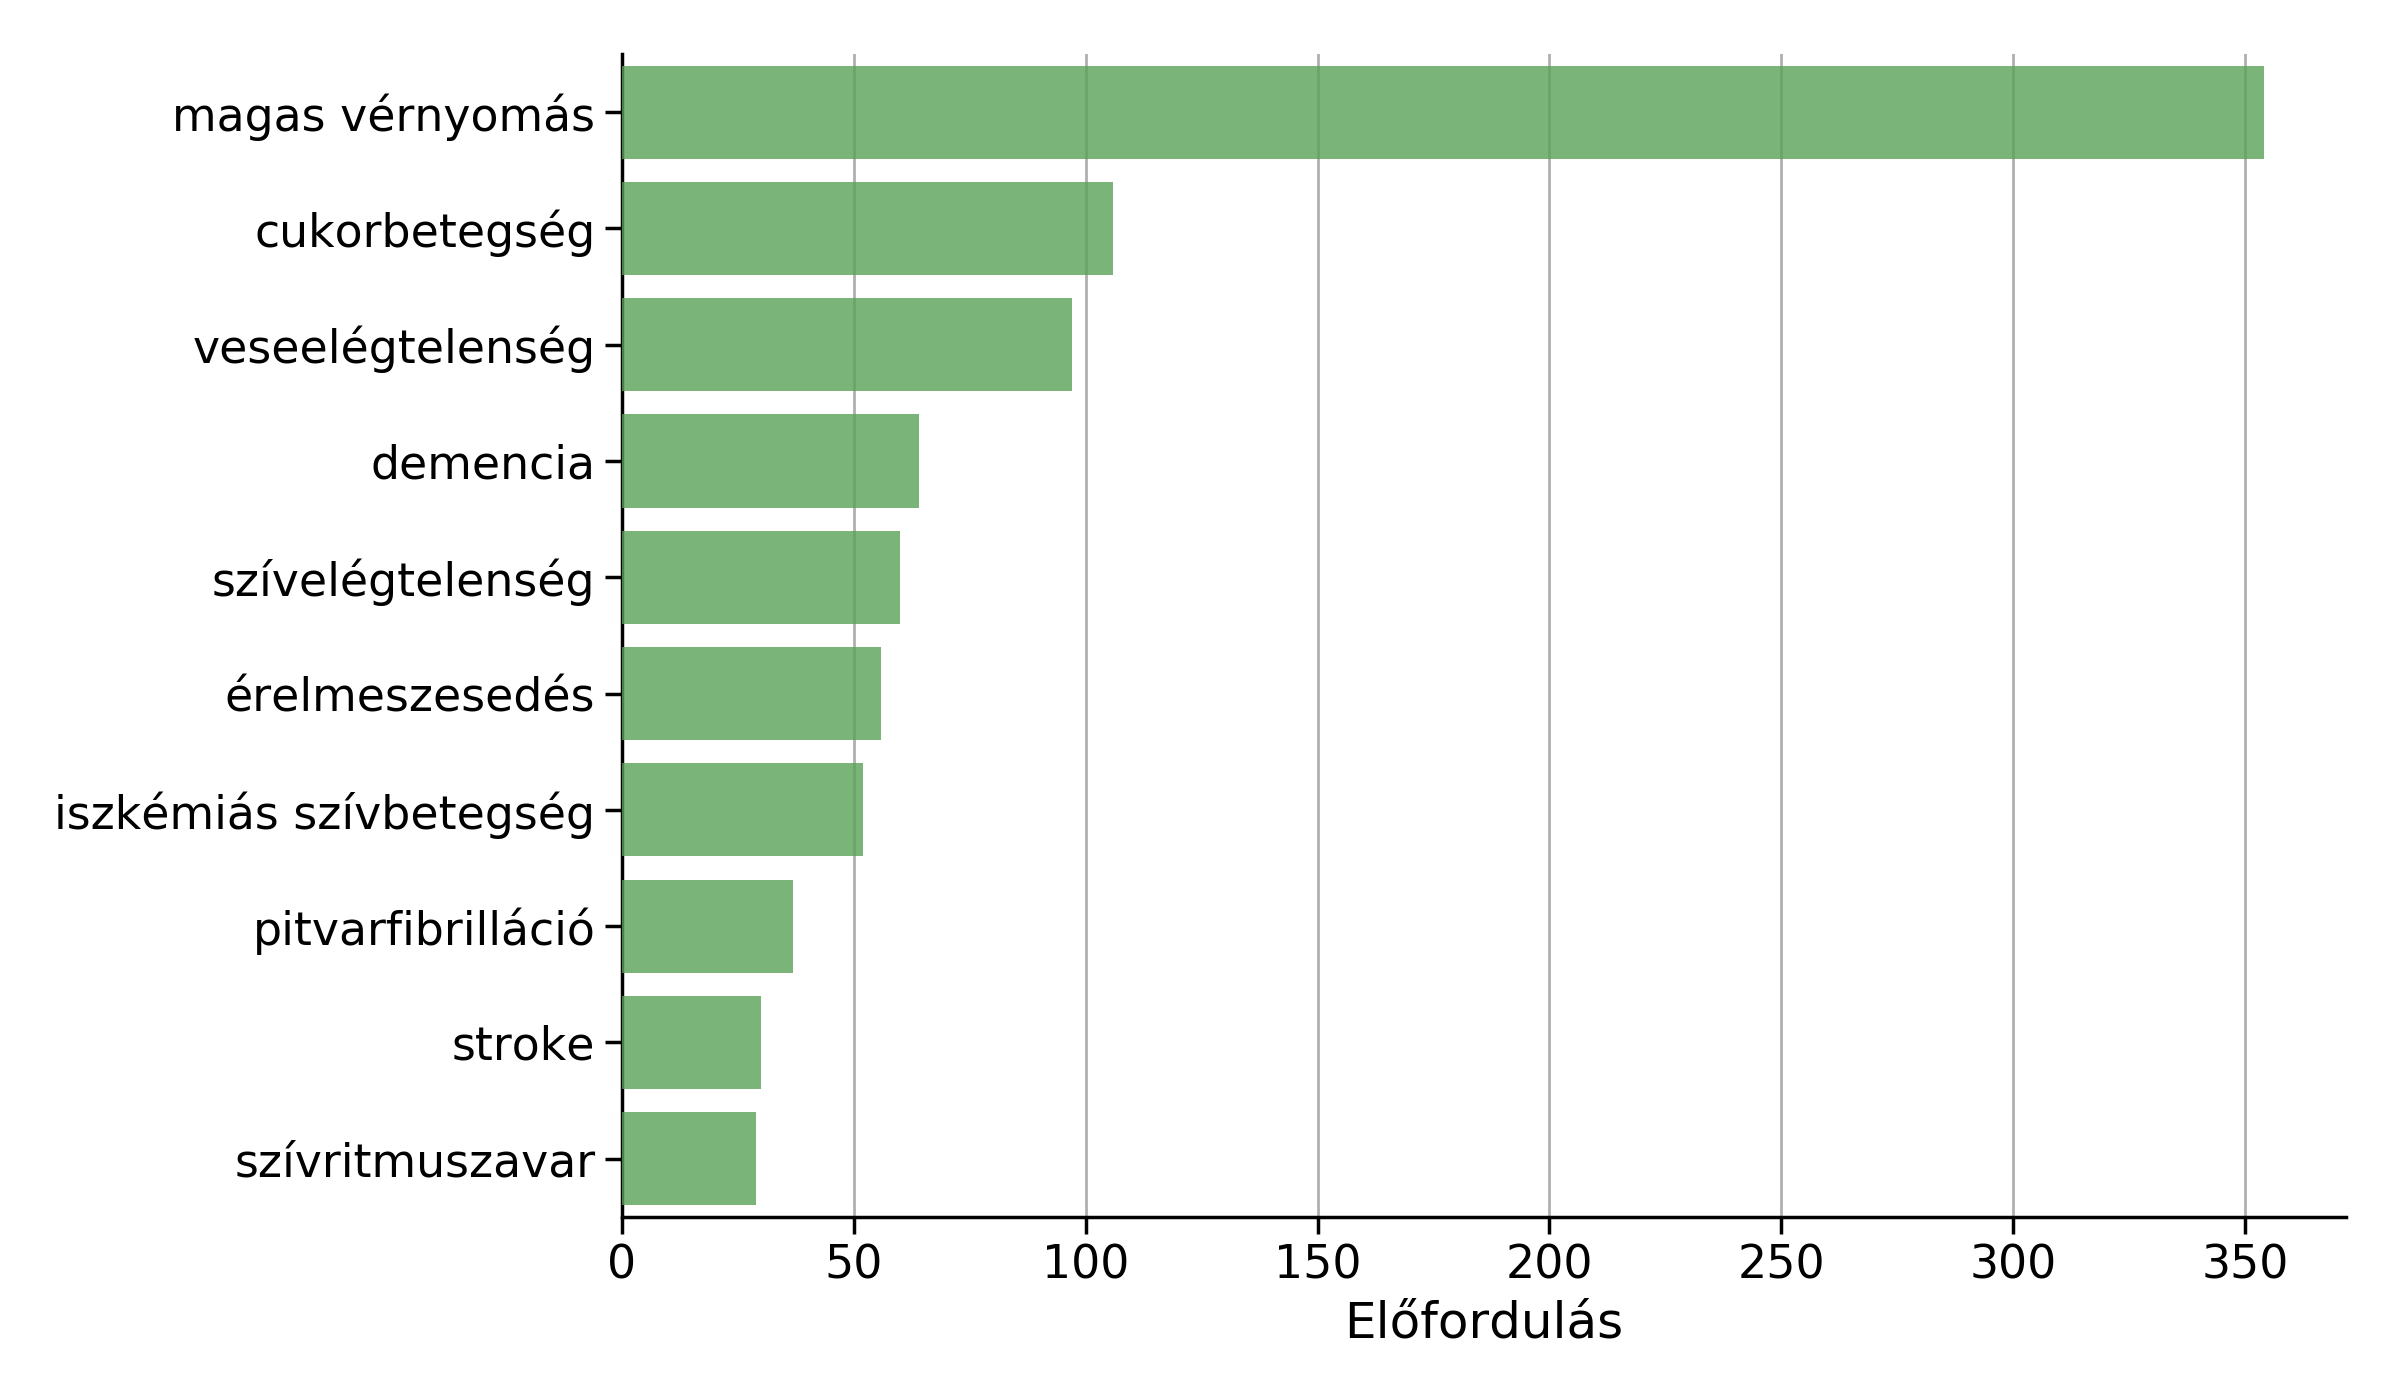 magas vérnyomás
cukorbetegség
veseelégtelenség
demencia
szívelégtelenség
érelmeszesedés
iszkémiás szívbetegség
pitvarfibrilláció
stroke
szívritmuszavar
0 50 100 150 200 250 300 350
Előfordulás